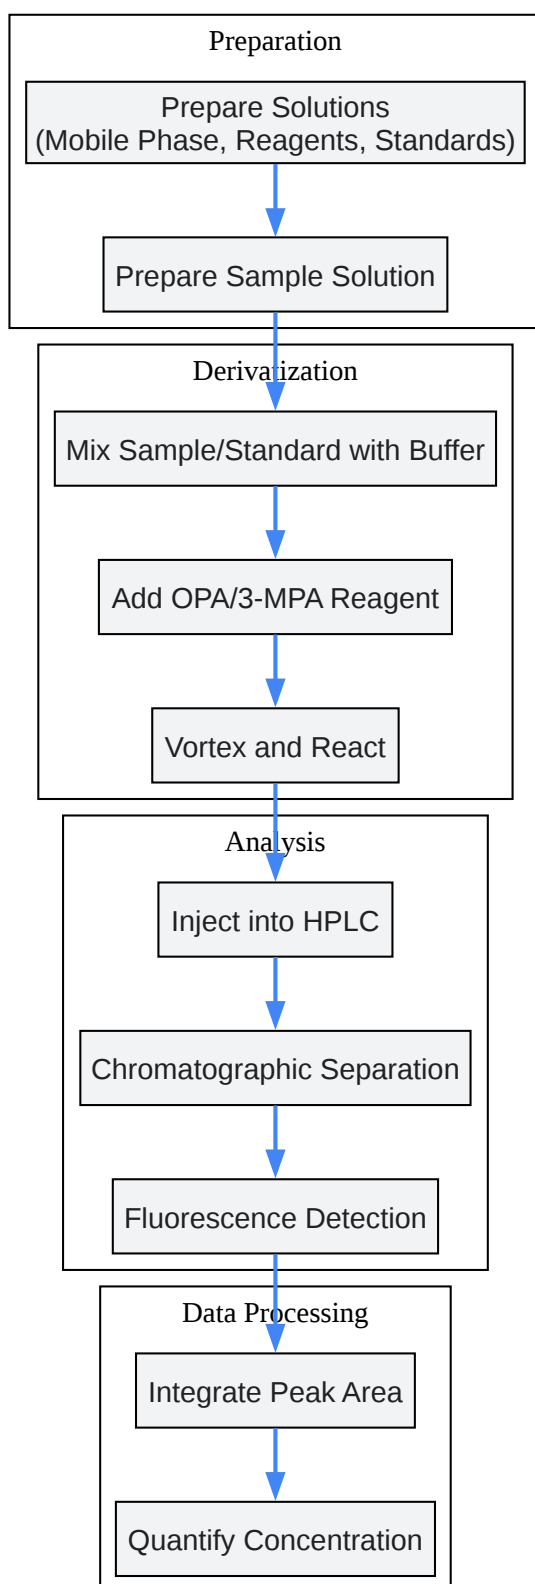 Preparation
Prepare Solutions
(Mobile Phase, Reagents, Standards)
Prepare Sample Solution
Derivatization
Mix Sample/Standard with Buffer
Add OPA/3-MPA Reagent
Vortex and React
Analysis
Inject into HPLC
Chromatographic Separation
Fluorescence Detection
Data Processing
Integrate Peak Area
Quantify Concentration